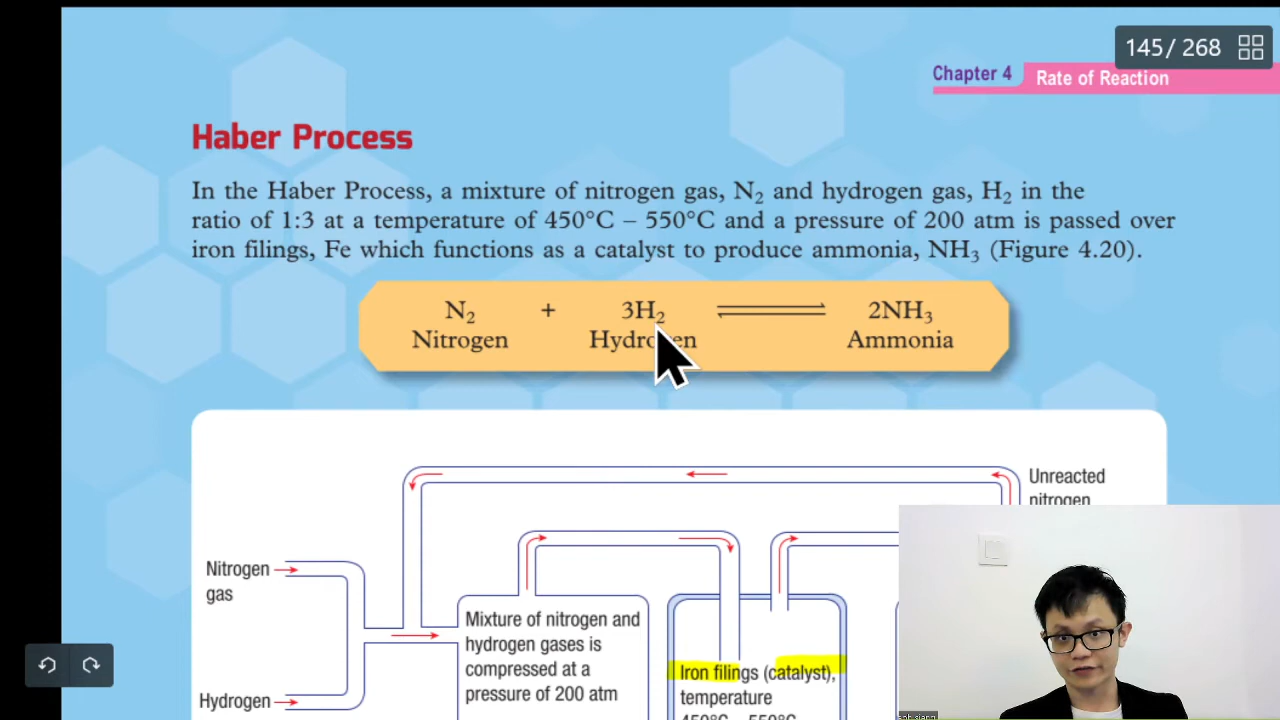 145/ 268
Chapter 4 Rate of Reaction
Haber Process
In the Haber Process, a mixture of nitrogen gas, N₂ and hydrogen gas, H₂ in the
ratio of 1:3 at a temperature of 450°C – 550°C and a pressure of 200 atm is passed over
iron filings, Fe which functions as a catalyst to produce ammonia, NH₃ (Figure 4.20).
N₂ + 3H₂ ⇌ 2NH₃
Nitrogen Hydrogen Ammonia
Unreacted
nitrogen
Nitrogen
gas
Mixture of nitrogen and
hydrogen gases is
compressed at a
pressure of 200 atm
Iron filings (catalyst),
temperature
450°C – 550°C
Hydrogen